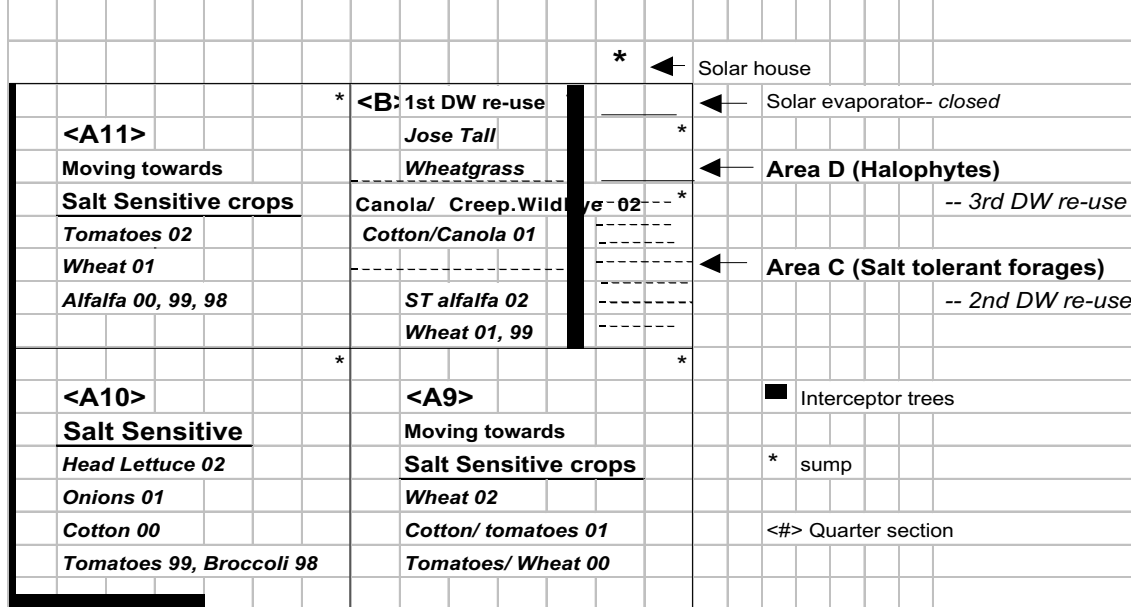 *
Solar house
* <B> 1st DW re-use
Solar evaporator-- closed
<A11>
Jose Tall
*
Moving towards
Wheatgrass
Area D (Halophytes)
Salt Sensitive crops
Canola/ Creep.Wildrye 02
*
-- 3rd DW re-use
Tomatoes 02
Cotton/Canola 01
Wheat 01
Area C (Salt tolerant forages)
Alfalfa 00, 99, 98
ST alfalfa 02
-- 2nd DW re-use
Wheat 01, 99
*
*
<A10>
<A9>
Interceptor trees
Salt Sensitive
Moving towards
Head Lettuce 02
Salt Sensitive crops
* sump
Onions 01
Wheat 02
Cotton 00
Cotton/ tomatoes 01
<#> Quarter section
Tomatoes 99, Broccoli 98
Tomatoes/ Wheat 00